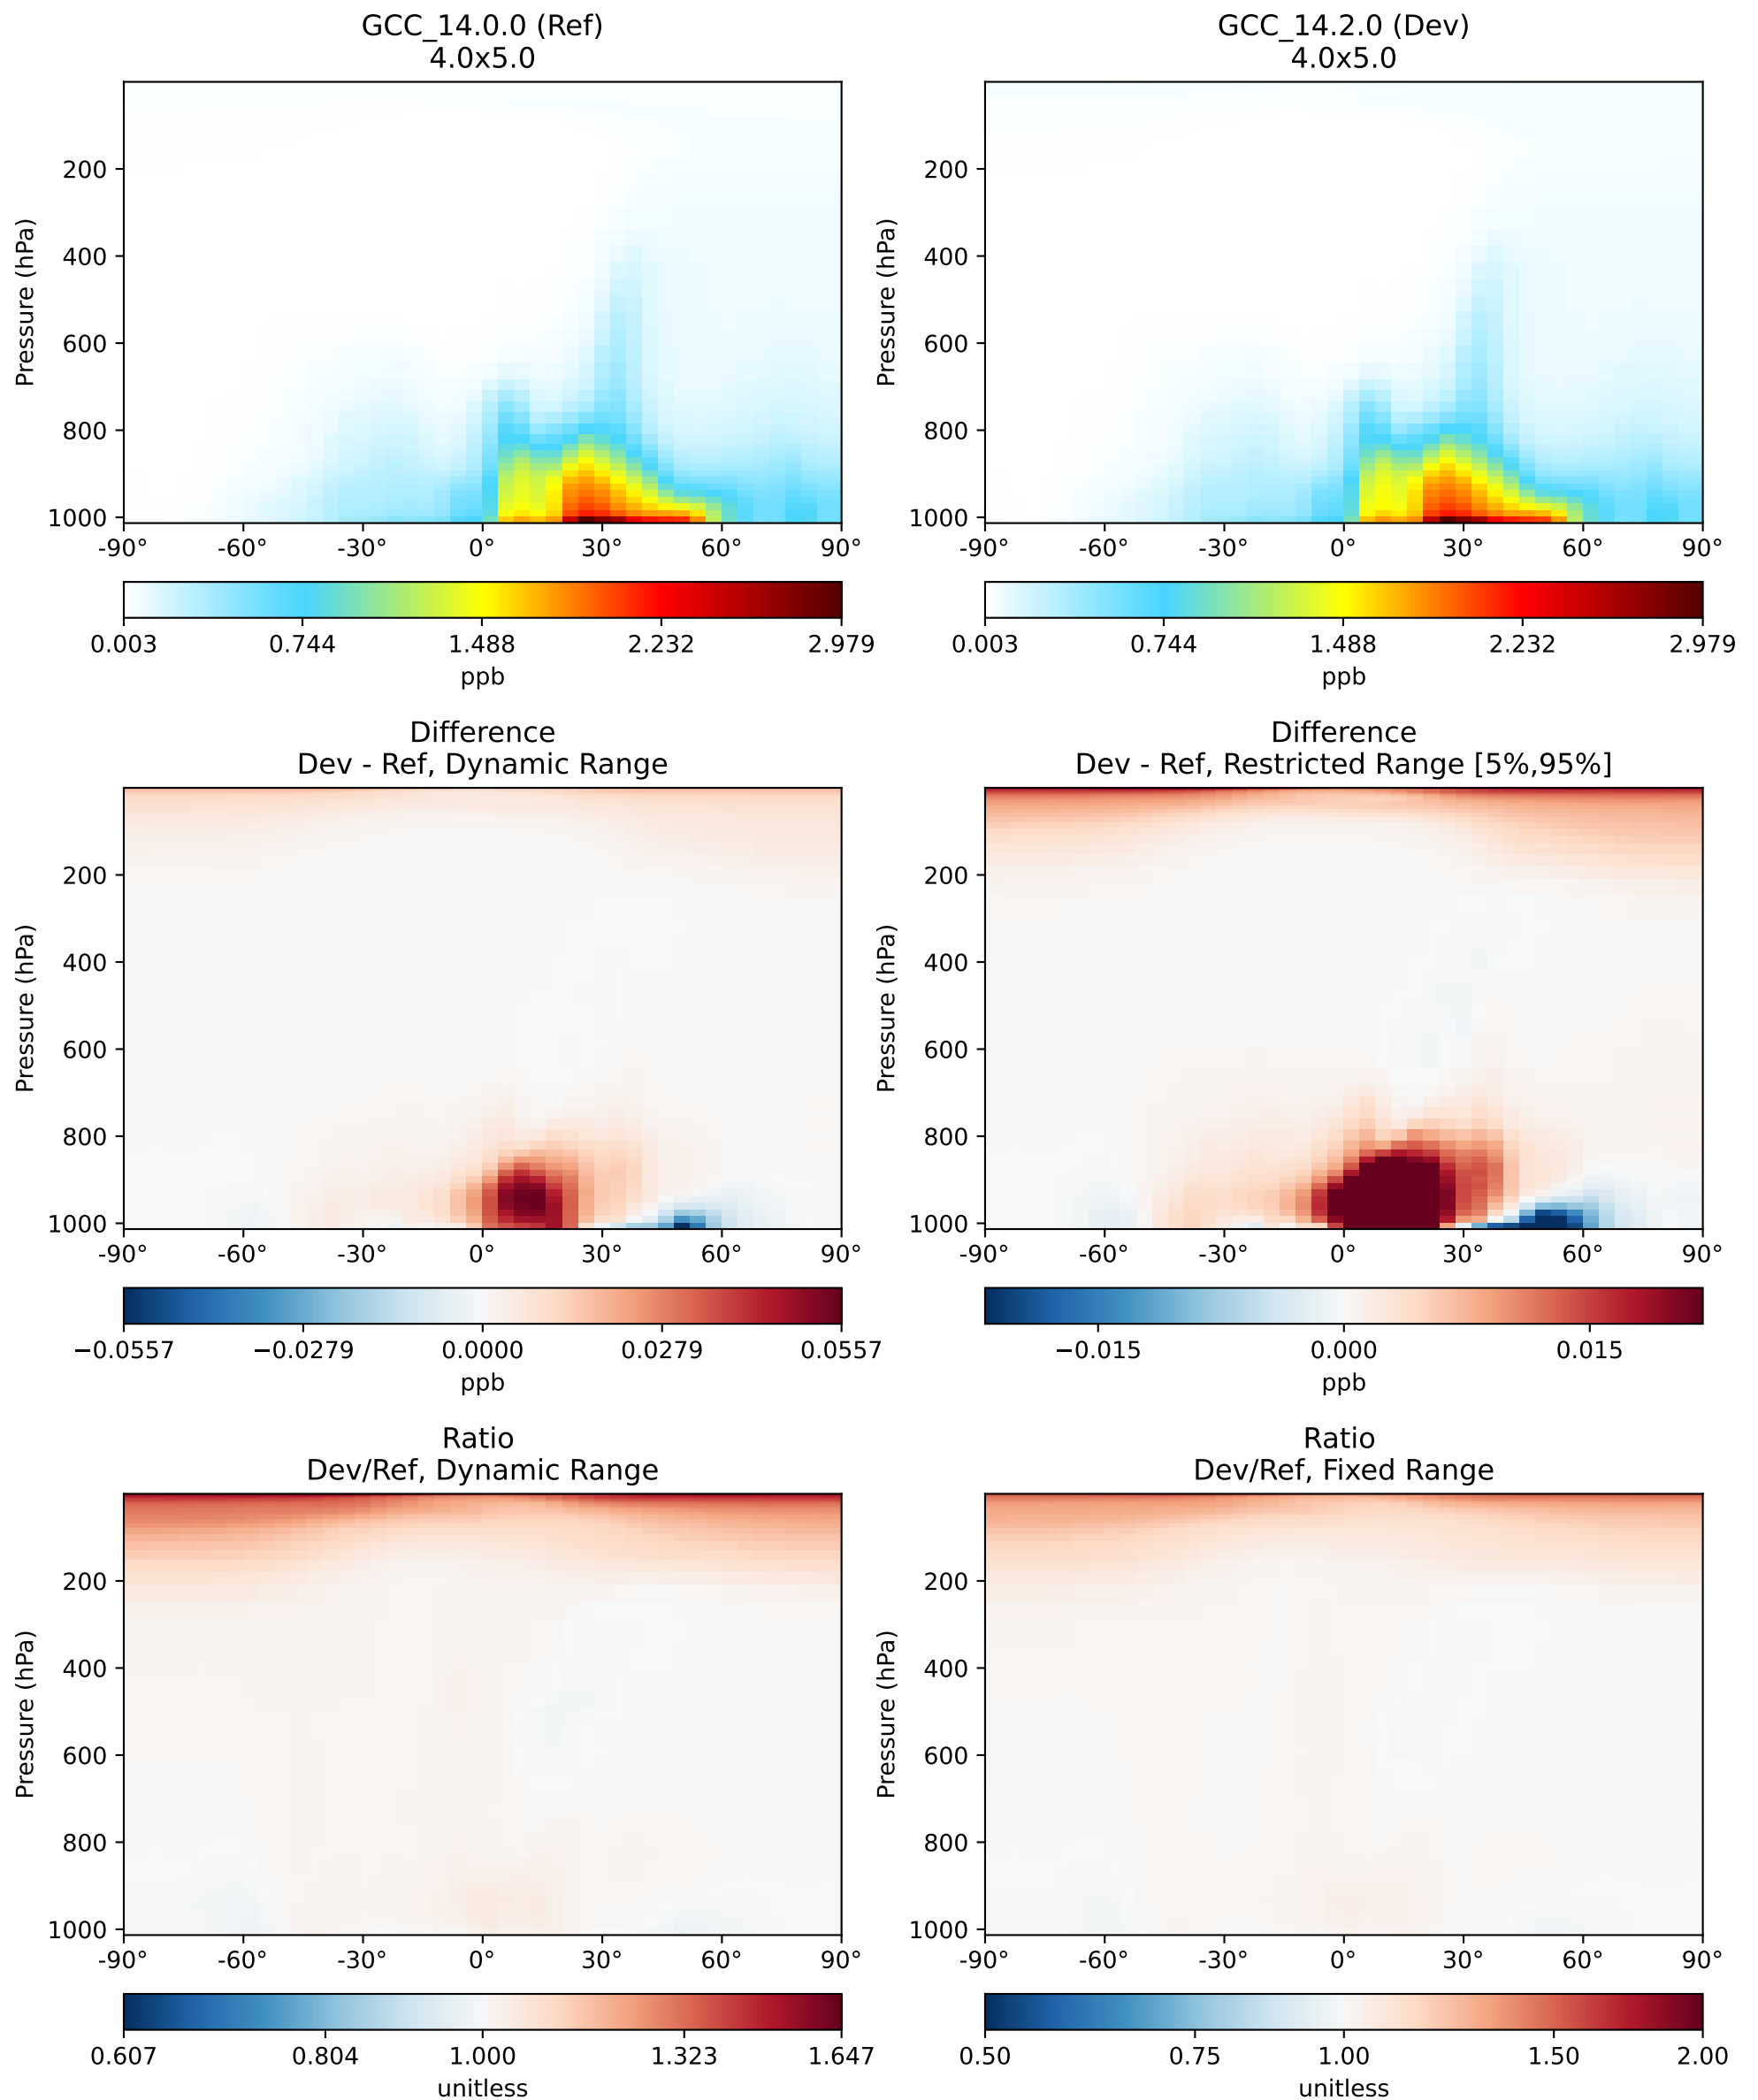 GCC_14.0.0 (Ref)
4.0x5.0
Pressure (hPa)
200
400
600
800
1000
-90° -60° -30° 0° 30° 60° 90°
0.003 0.744 1.488 2.232 2.979
ppb
GCC_14.2.0 (Dev)
4.0x5.0
Pressure (hPa)
200
400
600
800
1000
-90° -60° -30° 0° 30° 60° 90°
0.003 0.744 1.488 2.232 2.979
ppb
Difference
Dev - Ref, Dynamic Range
Pressure (hPa)
200
400
600
800
1000
-90° -60° -30° 0° 30° 60° 90°
−0.0557 −0.0279 0.0000 0.0279 0.0557
ppb
Difference
Dev - Ref, Restricted Range [5%,95%]
Pressure (hPa)
200
400
600
800
1000
-90° -60° -30° 0° 30° 60° 90°
−0.015 0.000 0.015
ppb
Ratio
Dev/Ref, Dynamic Range
Pressure (hPa)
200
400
600
800
1000
-90° -60° -30° 0° 30° 60° 90°
0.607 0.804 1.000 1.323 1.647
unitless
Ratio
Dev/Ref, Fixed Range
Pressure (hPa)
200
400
600
800
1000
-90° -60° -30° 0° 30° 60° 90°
0.50 0.75 1.00 1.50 2.00
unitless